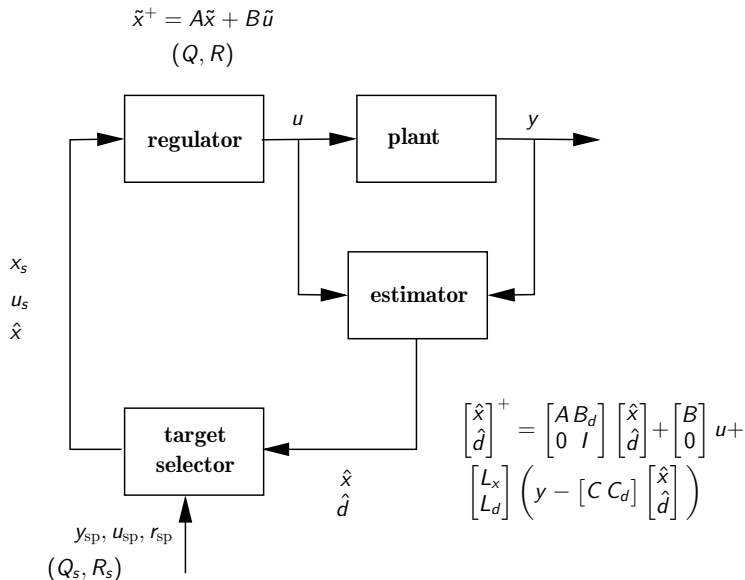 x̃⁺ = Ax̃ + Bũ
(Q, R)
regulator
u
plant
y
x_s
u_s
x̂
estimator
target
selector
x̂
d̂
[x̂ d̂]⁺ = [A B_d 0 I] [x̂ d̂] + [B 0] u+
[L_x L_d] (y − [C C_d] [x̂ d̂])
y_sp, u_sp, r_sp
(Q_s, R_s)